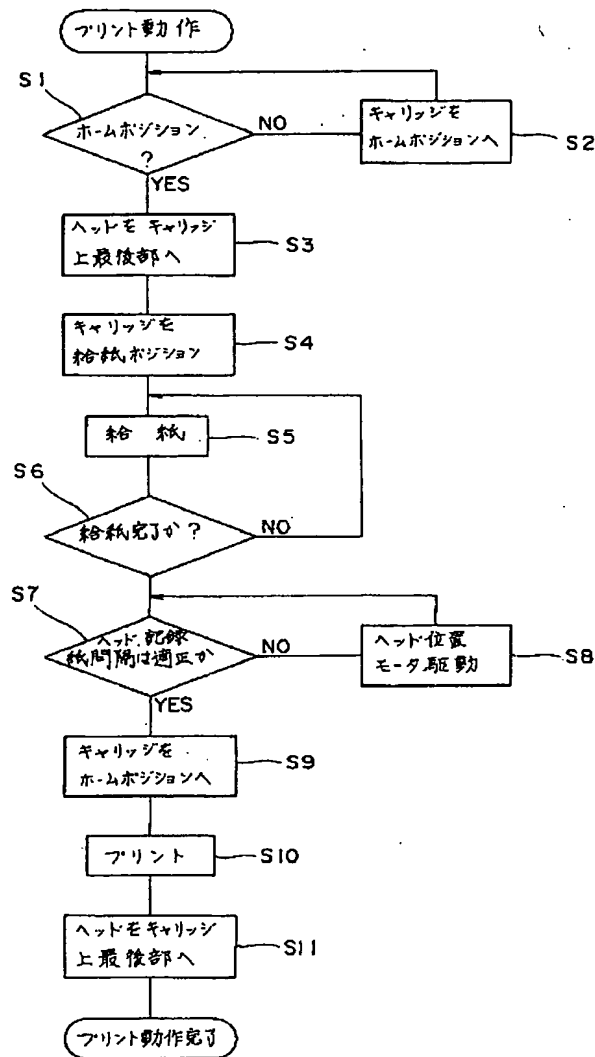 プリント動作
S1
ホームポジション
?
NO
キャリッジを
ホームポジションへ
S2
YES
ヘッドをキャリッジ
上最後部へ
S3
キャリッジを
給紙ポジション
S4
給 紙
S5
S6
給紙完了か?
NO
S7
ヘッド、記録
紙間隔は適正か
NO
ヘッド位置
モータ駆動
S8
YES
キャリッジを
ホームポジションへ
S9
プリント
S10
ヘッドをキャリッジ
上最後部へ
S11
プリント動作完了